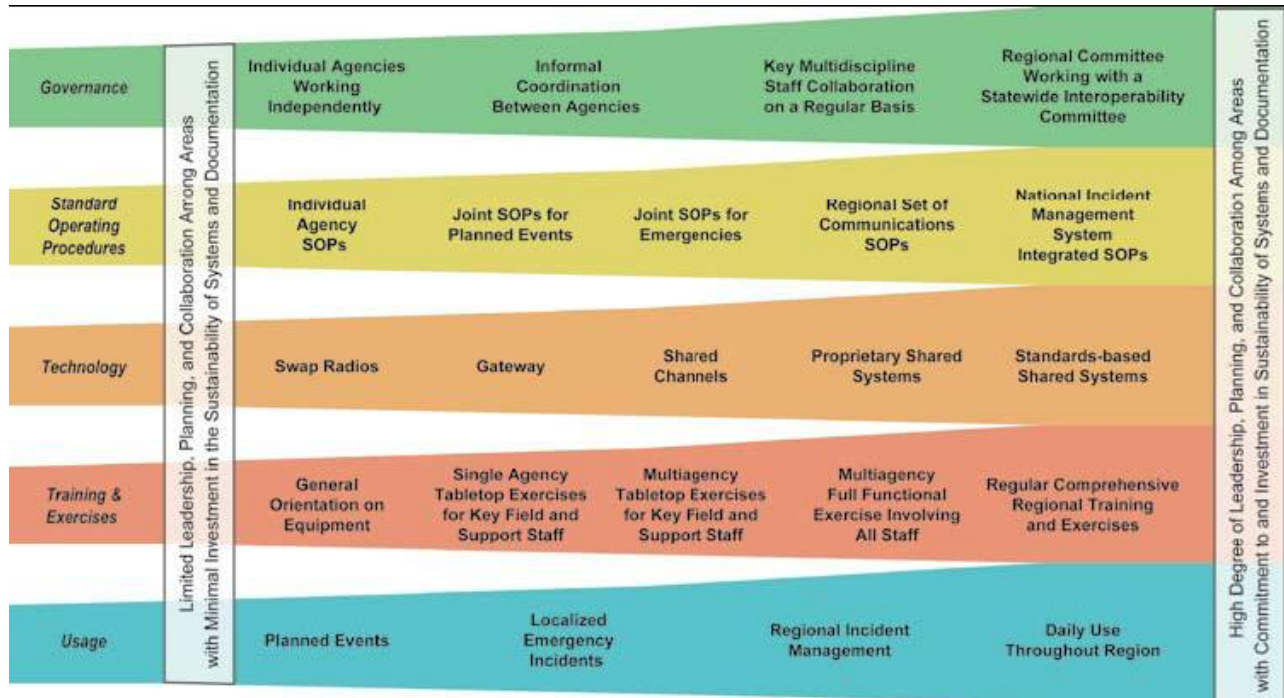 Governance
Limited Leadership, Planning, and Collaboration Among Areas
with Minimal Investment in the Sustainability of Systems and Documentation
Individual Agencies
Working
Independently
Informal
Coordination
Between Agencies
Key Multidiscipline
Staff Collaboration
on a Regular Basis
Regional Committee
Working with a
Statewide Interoperability
Committee
High Degree of Leadership, Planning, and Collaboration Among Areas
with Commitment to and Investment in Sustainability of Systems and Documentation
Standard
Operating
Procedures
Individual
Agency
SOPs
Joint SOPs for
Planned Events
Joint SOPs for
Emergencies
Regional Set of
Communications
SOPs
National Incident
Management
System
Integrated SOPs
Technology
Swap Radios
Gateway
Shared
Channels
Proprietary Shared
Systems
Standards-based
Shared Systems
Training &
Exercises
General
Orientation on
Equipment
Single Agency
Tabletop Exercises
for Key Field and
Support Staff
Multiagency
Tabletop Exercises
for Key Field and
Support Staff
Multiagency
Full Functional
Exercise Involving
All Staff
Regular Comprehensive
Regional Training
and Exercises
Usage
Planned Events
Localized
Emergency
Incidents
Regional Incident
Management
Daily Use
Throughout Region